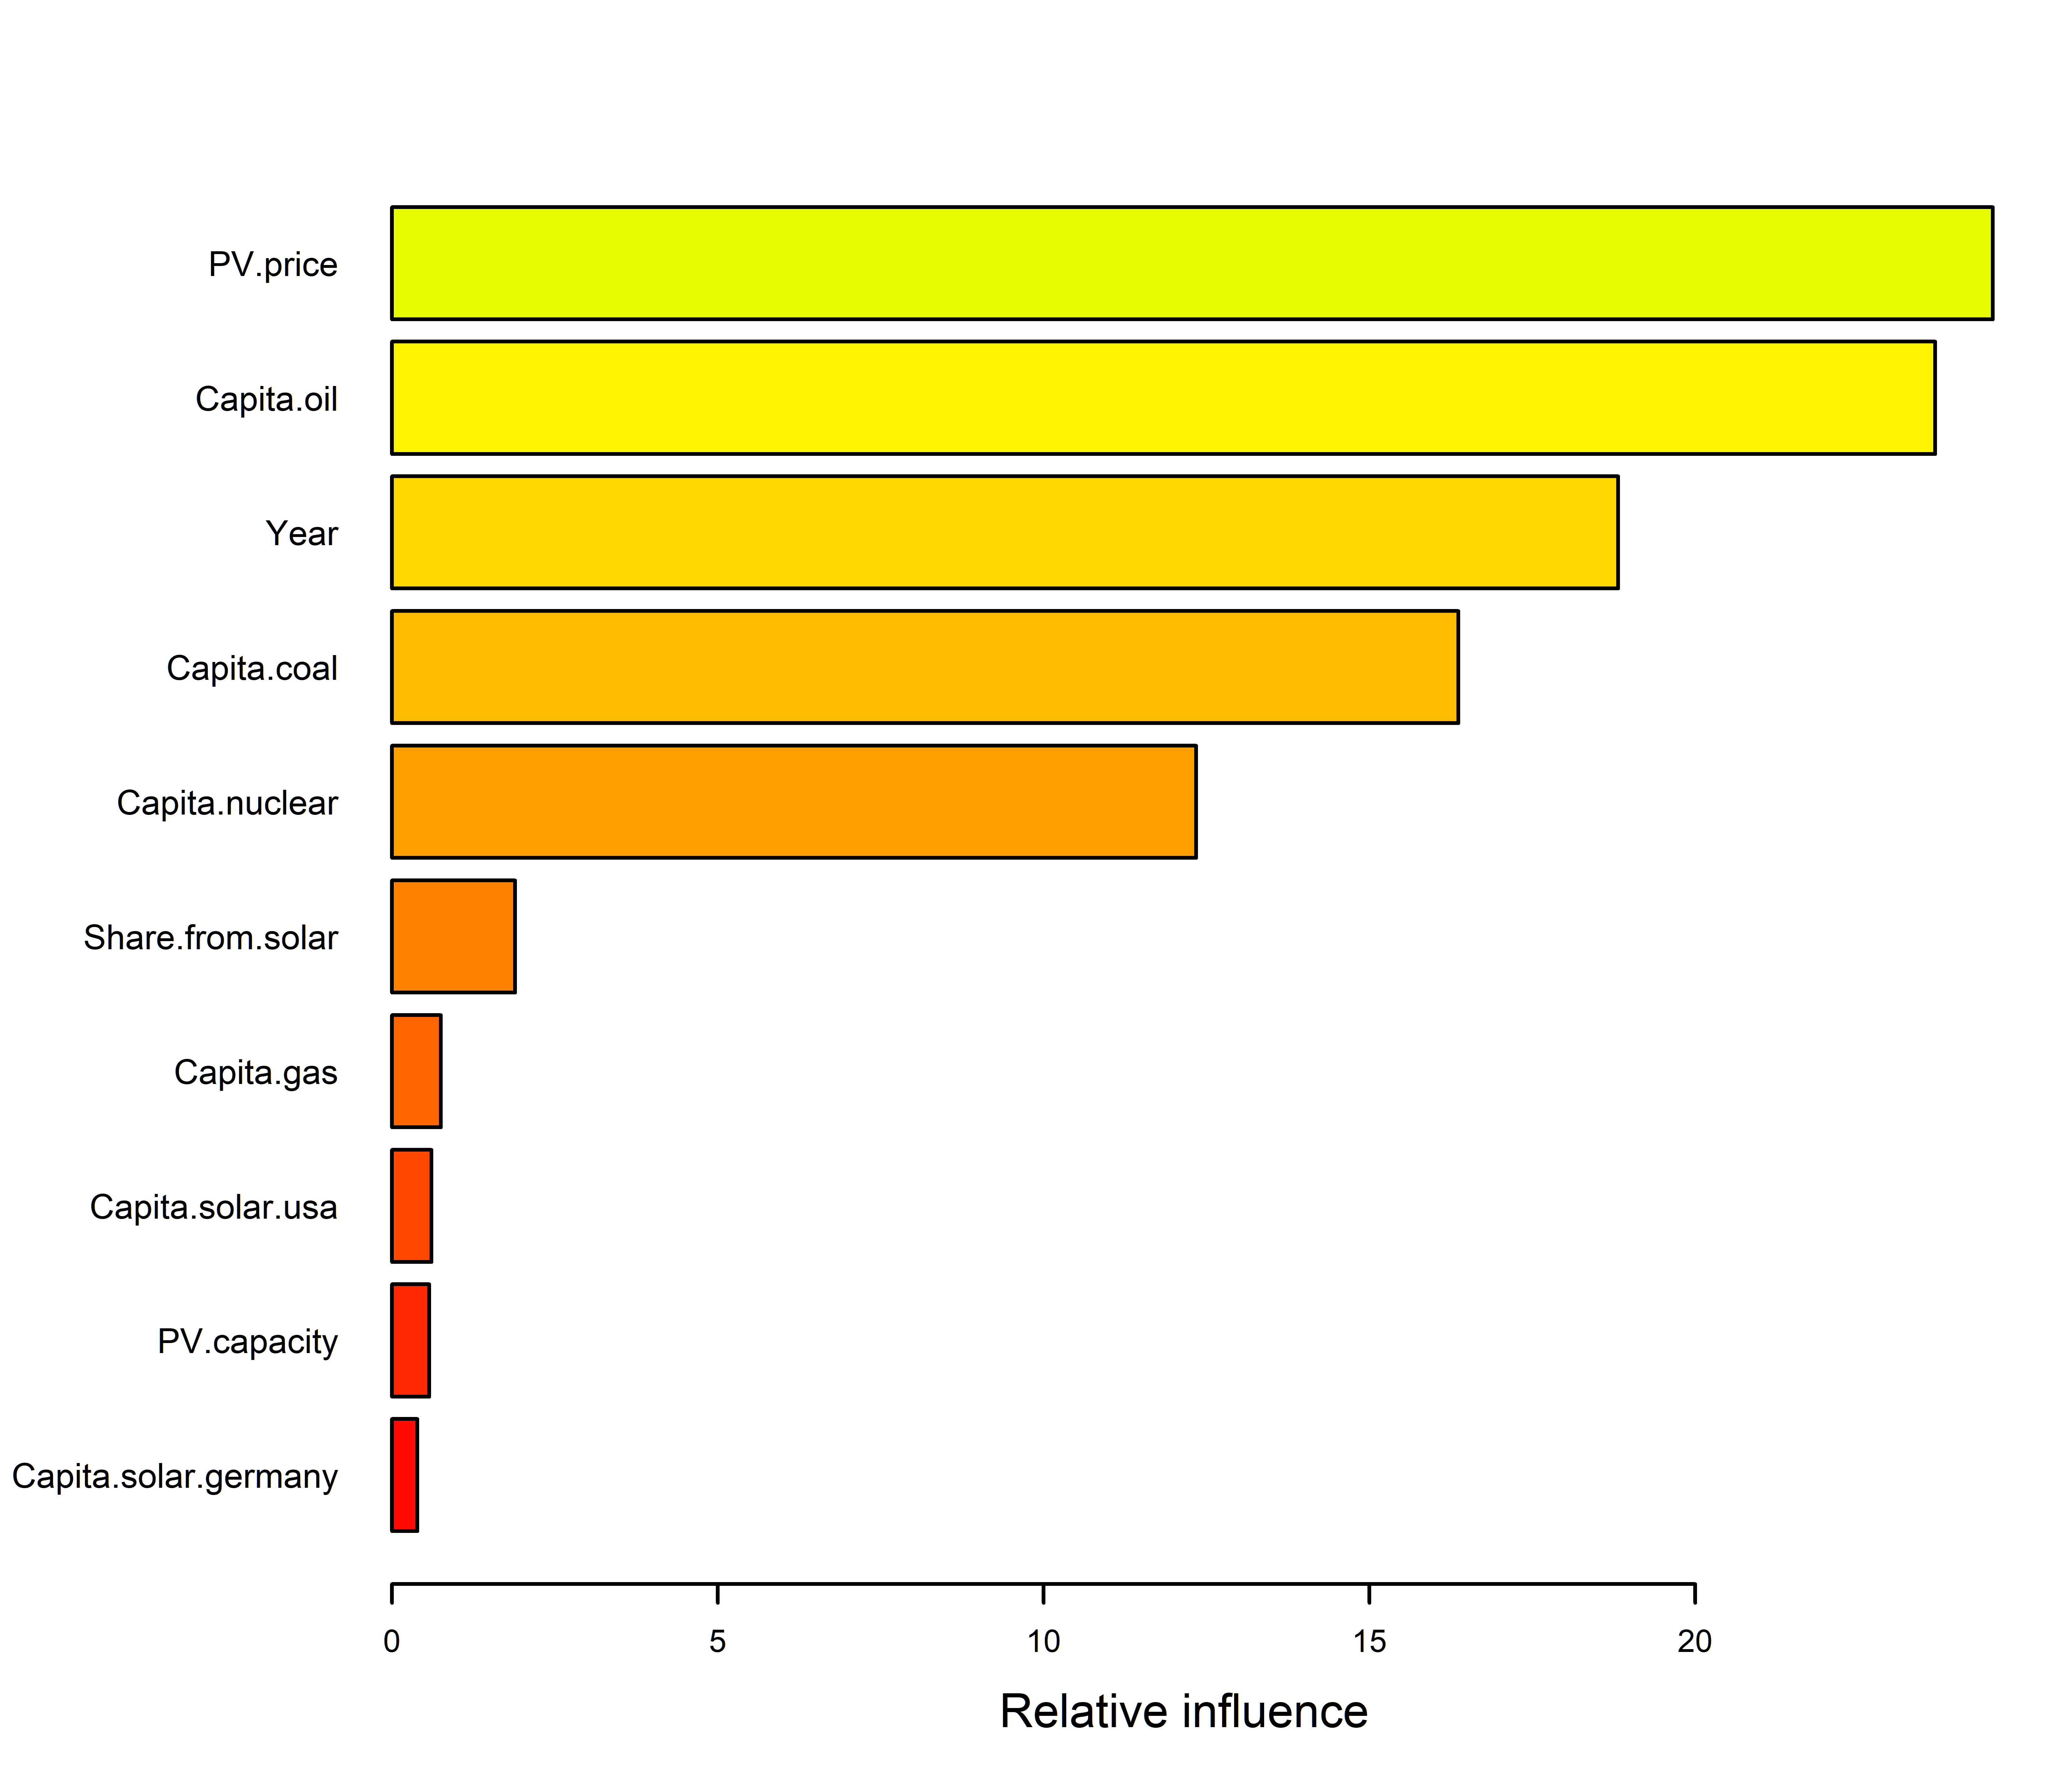 PV.price
Capita.oil
Year
Capita.coal
Capita.nuclear
Share.from.solar
Capita.gas
Capita.solar.usa
PV.capacity
Capita.solar.germany
0 5 10 15 20
Relative influence